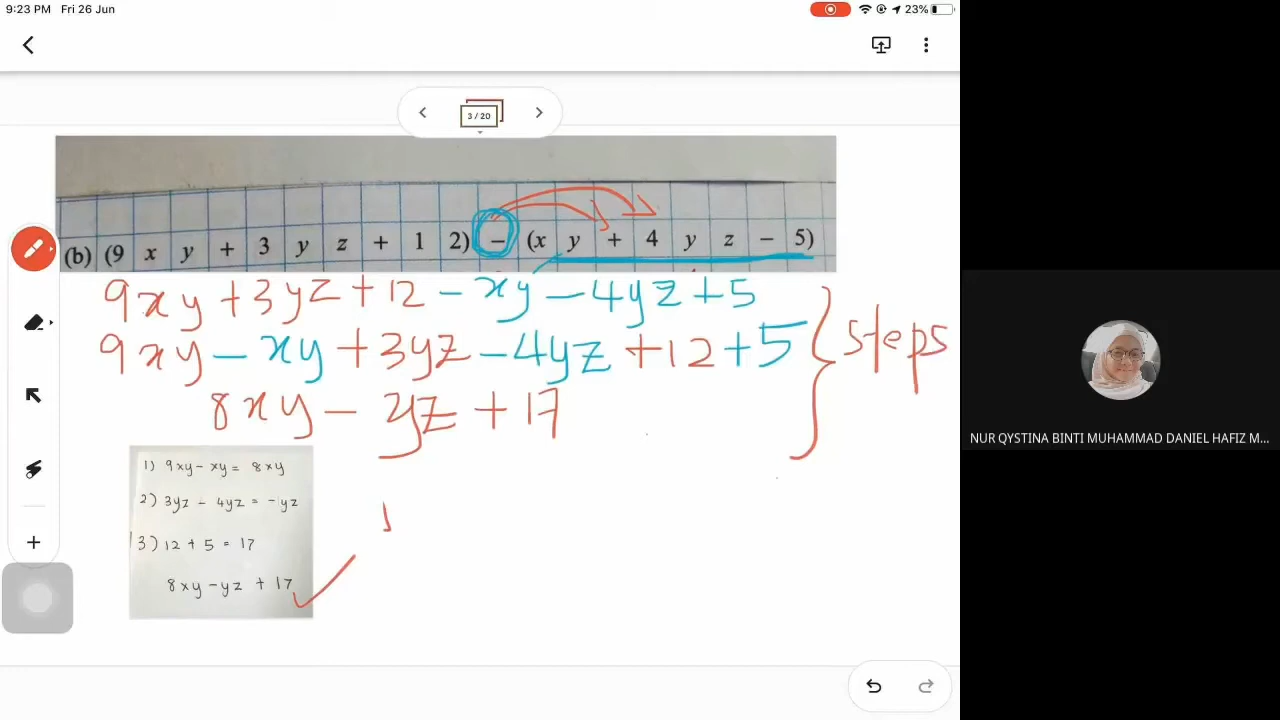 9:23 PM Fri 26 Jun
23%
3 / 20
(b) (9 x y + 3 y z + 1 2) − (x y + 4 y z − 5)
9xy + 3yz + 12 − xy − 4yz + 5
9xy − xy + 3yz − 4yz + 12 + 5
8xy − yz + 17
Steps
1) 9xy − xy = 8xy
2) 3yz − 4yz = −yz
3) 12 + 5 = 17
8xy − yz + 17
NUR QYSTINA BINTI MUHAMMAD DANIEL HAFIZ M...